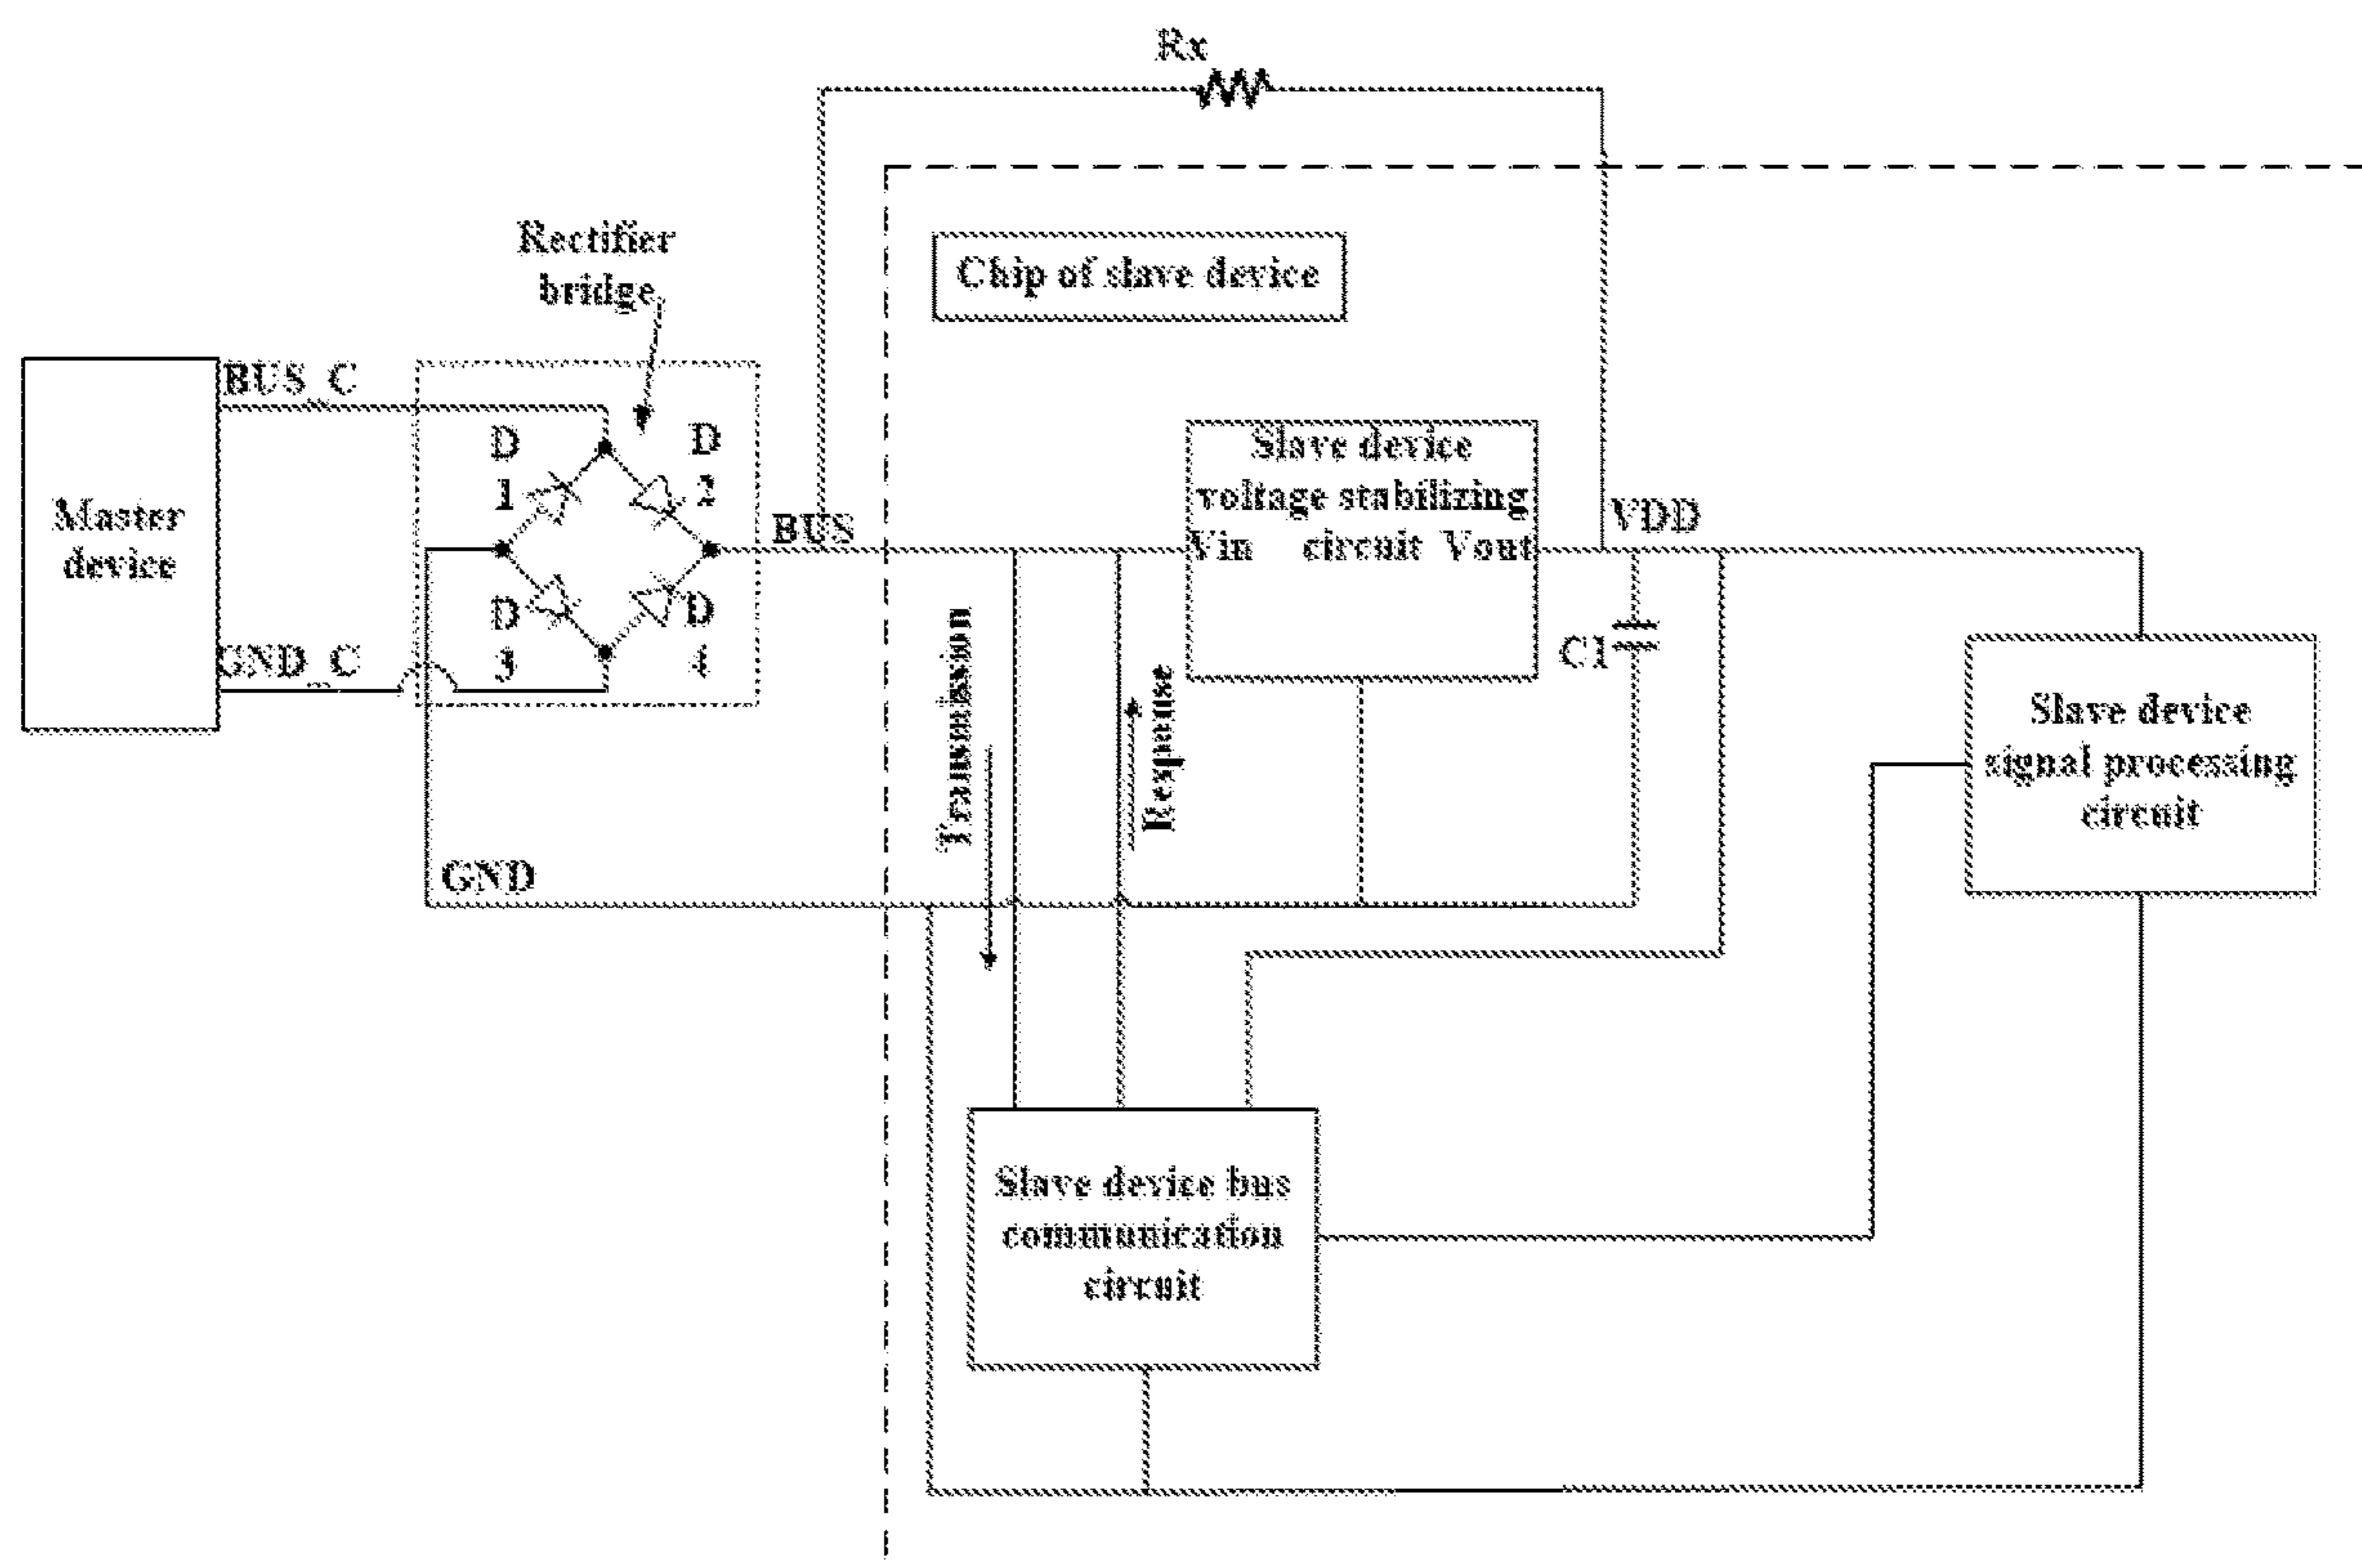 Rx
Chip of slave device
Rectifier
bridge
BUS_C
Master
device
GND_C
D
1
D
2
D
3
D
4
BUS
Slave device
voltage stabilizing
Vin circuit Vout
VDD
C1
Transmission
Response
GND
Slave device
signal processing
circuit
Slave device bus
communication
circuit